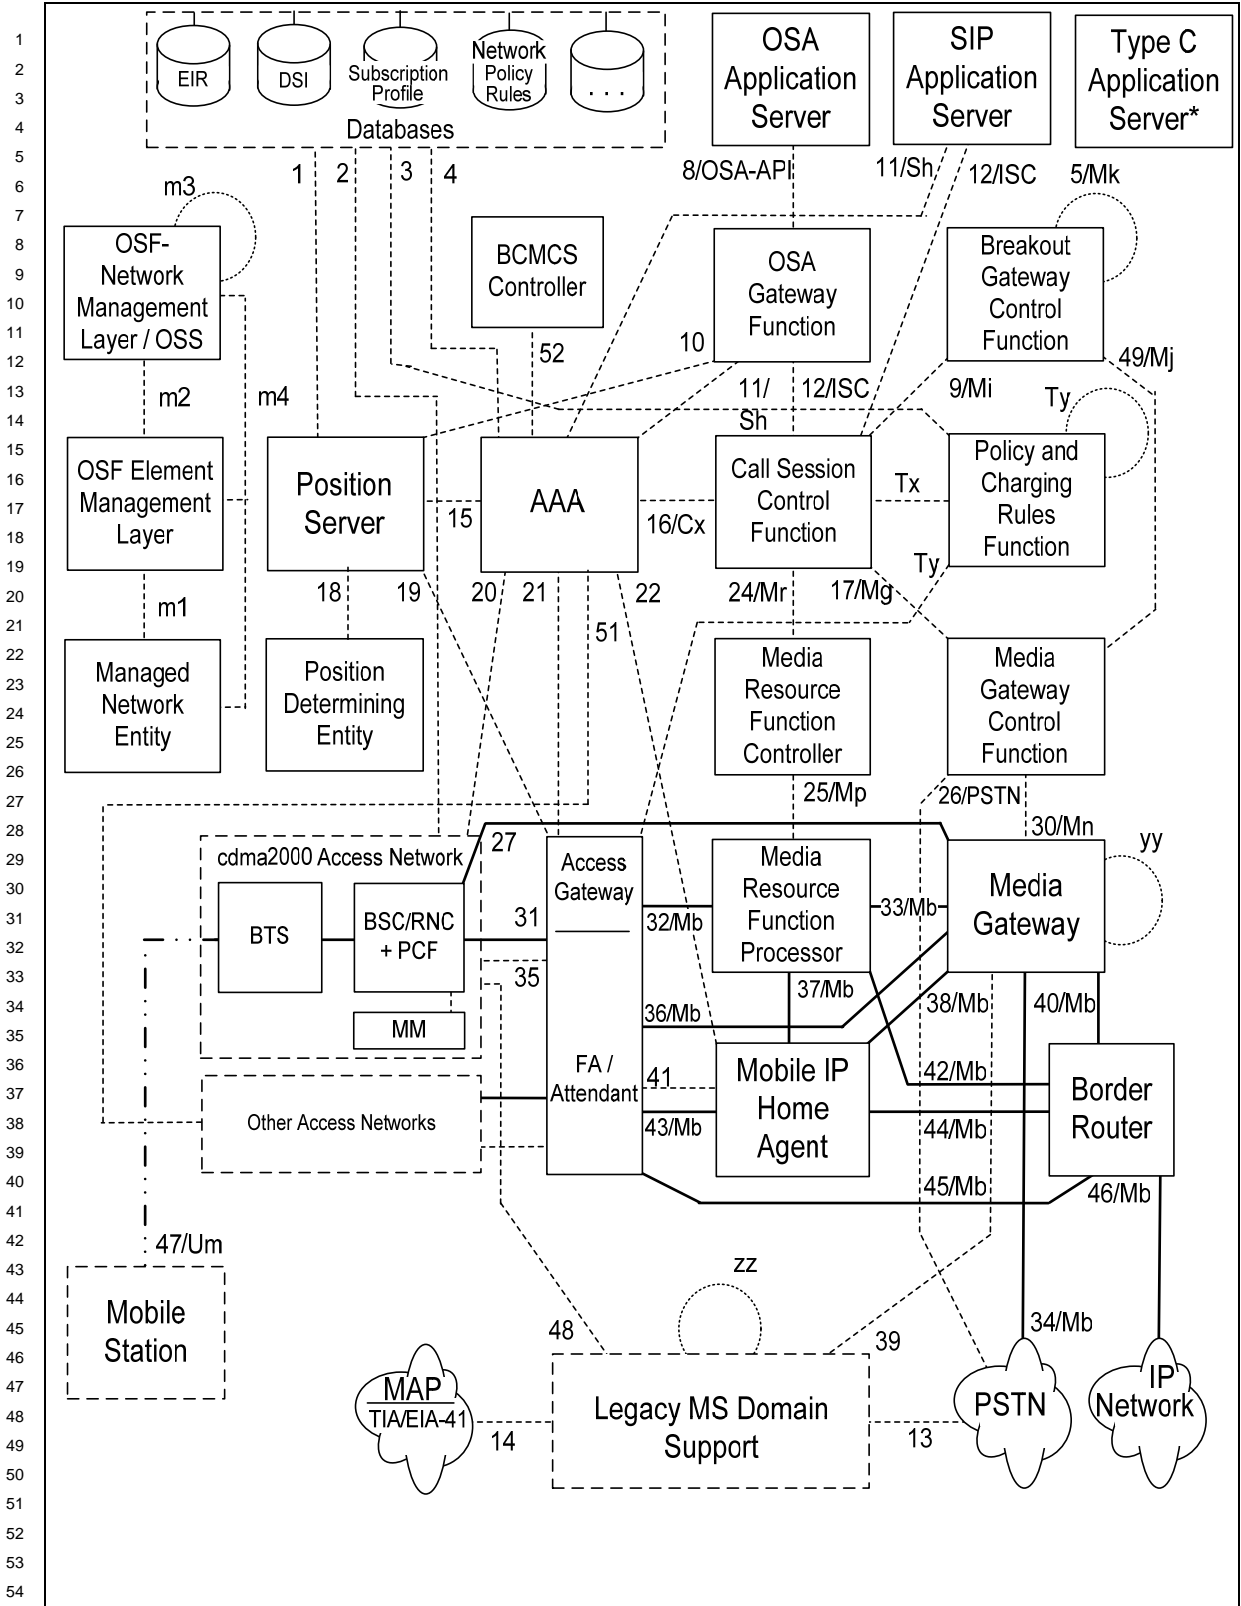 1
2
3
4
5
6
7
8
9
10
11
12
13
14
15
16
17
18
19
20
21
22
23
24
25
26
27
28
29
30
31
32
33
34
35
36
37
38
39
40
41
42
43
44
45
46
47
48
49
50
51
52
53
54
EIR
DSI
Subscription
Profile
Network
Policy
Rules
. . .
Databases
OSA
Application
Server
SIP
Application
Server
Type C
Application
Server*
1
2
3
4
8/OSA-API
11/Sh
12/ISC
5/Mk
m3
OSF-
Network
Management
Layer / OSS
BCMCS
Controller
OSA
Gateway
Function
Breakout
Gateway
Control
Function
52
10
49/Mj
m2
m4
11/
Sh
12/ISC
9/Mi
Ty
OSF Element
Management
Layer
Position
Server
15
AAA
16/Cx
Call Session
Control
Function
Tx
Policy and
Charging
Rules
Function
Ty
m1
18
19
20
21
22
24/Mr
17/Mg
51
Managed
Network
Entity
Position
Determining
Entity
Media
Resource
Function
Controller
Media
Gateway
Control
Function
25/Mp
26/PSTN
30/Mn
yy
cdma2000 Access Network
27
BTS
BSC/RNC
+ PCF
MM
31
35
Access
Gateway
FA /
Attendant
32/Mb
Media
Resource
Function
Processor
33/Mb
Media
Gateway
37/Mb
36/Mb
38/Mb
40/Mb
41
Mobile IP
Home
Agent
42/Mb
Border
Router
Other Access Networks
43/Mb
44/Mb
45/Mb
46/Mb
47/Um
Mobile
Station
zz
48
39
34/Mb
MAP
TIA/EIA-41
14
Legacy MS Domain
Support
13
PSTN
IP
Network